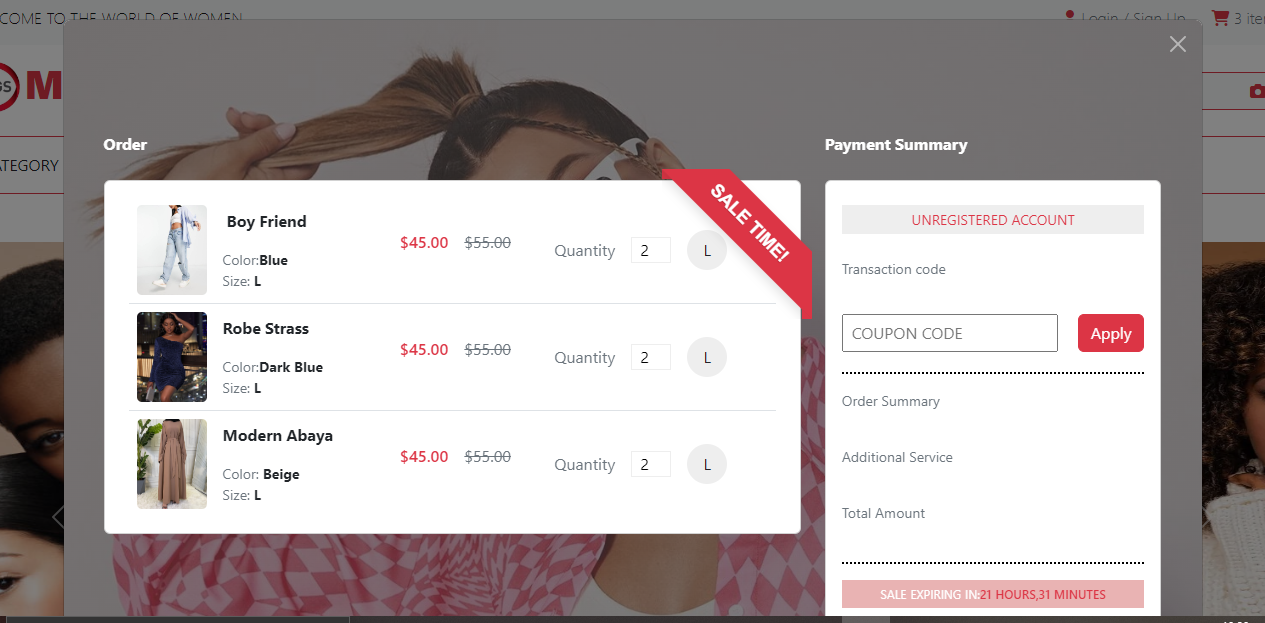 COME TO THE WORLD OF WOMEN
Login / Sign Up
3 ite
GS
M
ATEGORY
Order
Payment Summary
SALE TIME!
Boy Friend
Color:Blue
Size: L
$45.00 $55.00
Quantity 2 L
Robe Strass
Color:Dark Blue
Size: L
$45.00 $55.00
Quantity 2 L
Modern Abaya
Color: Beige
Size: L
$45.00 $55.00
Quantity 2 L
UNREGISTERED ACCOUNT
Transaction code
COUPON CODE
Apply
Order Summary
Additional Service
Total Amount
SALE EXPIRING IN:21 HOURS,31 MINUTES